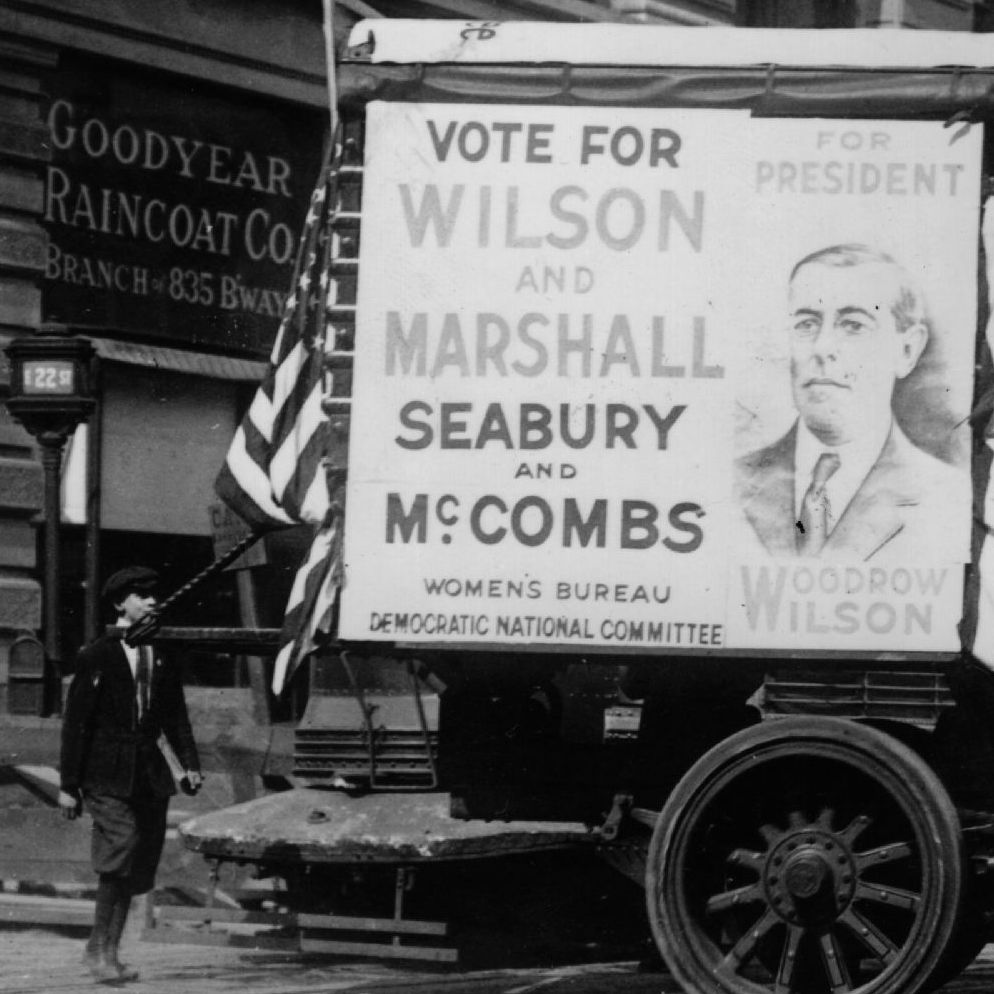 GOODYEAR
RAINCOAT CO.
BRANCH OF 835 B'WAY
E 22 ST
VOTE FOR
WILSON
AND
MARSHALL
SEABURY
AND
McCOMBS
WOMEN'S BUREAU
DEMOCRATIC NATIONAL COMMITTEE
FOR
PRESIDENT
WOODROW
WILSON